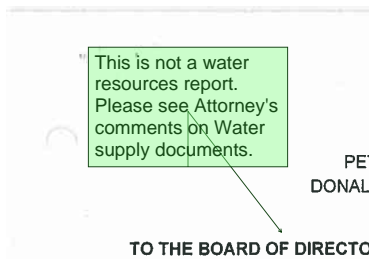 This is not a water
resources report.
Please see Attorney's
comments on Water
supply documents.
PE
DONAL
TO THE BOARD OF DIRECTO